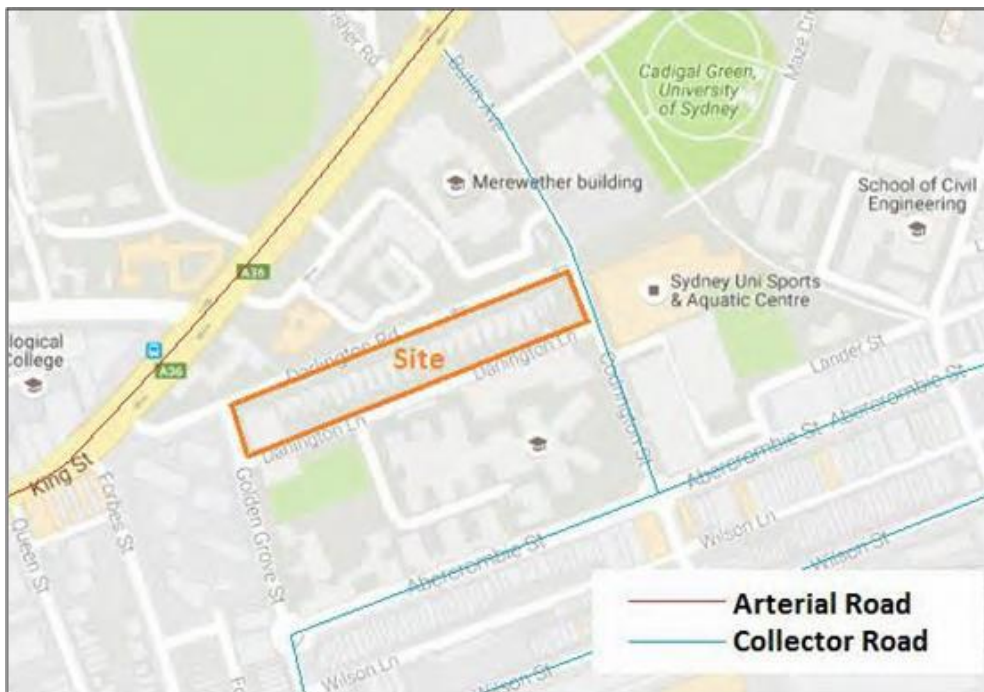 Butlin Ave
Cadigal Green,
University
of Sydney
Maze Cre
Merewether building
School of Civil
Engineering
A36
Sydney Uni Sports
& Aquatic Centre
Darlington Rd
Site
Darlington Ln
logical
College
A36
Lander St
Codrington St
Darlington Ln
King St
Forbes St
Queen St
Golden Grove St
Abercrombie St
Abercrombie St
Abercrombie St
Wilson Ln
Wilson St
Wilson Ln
Arterial Road
Collector Road